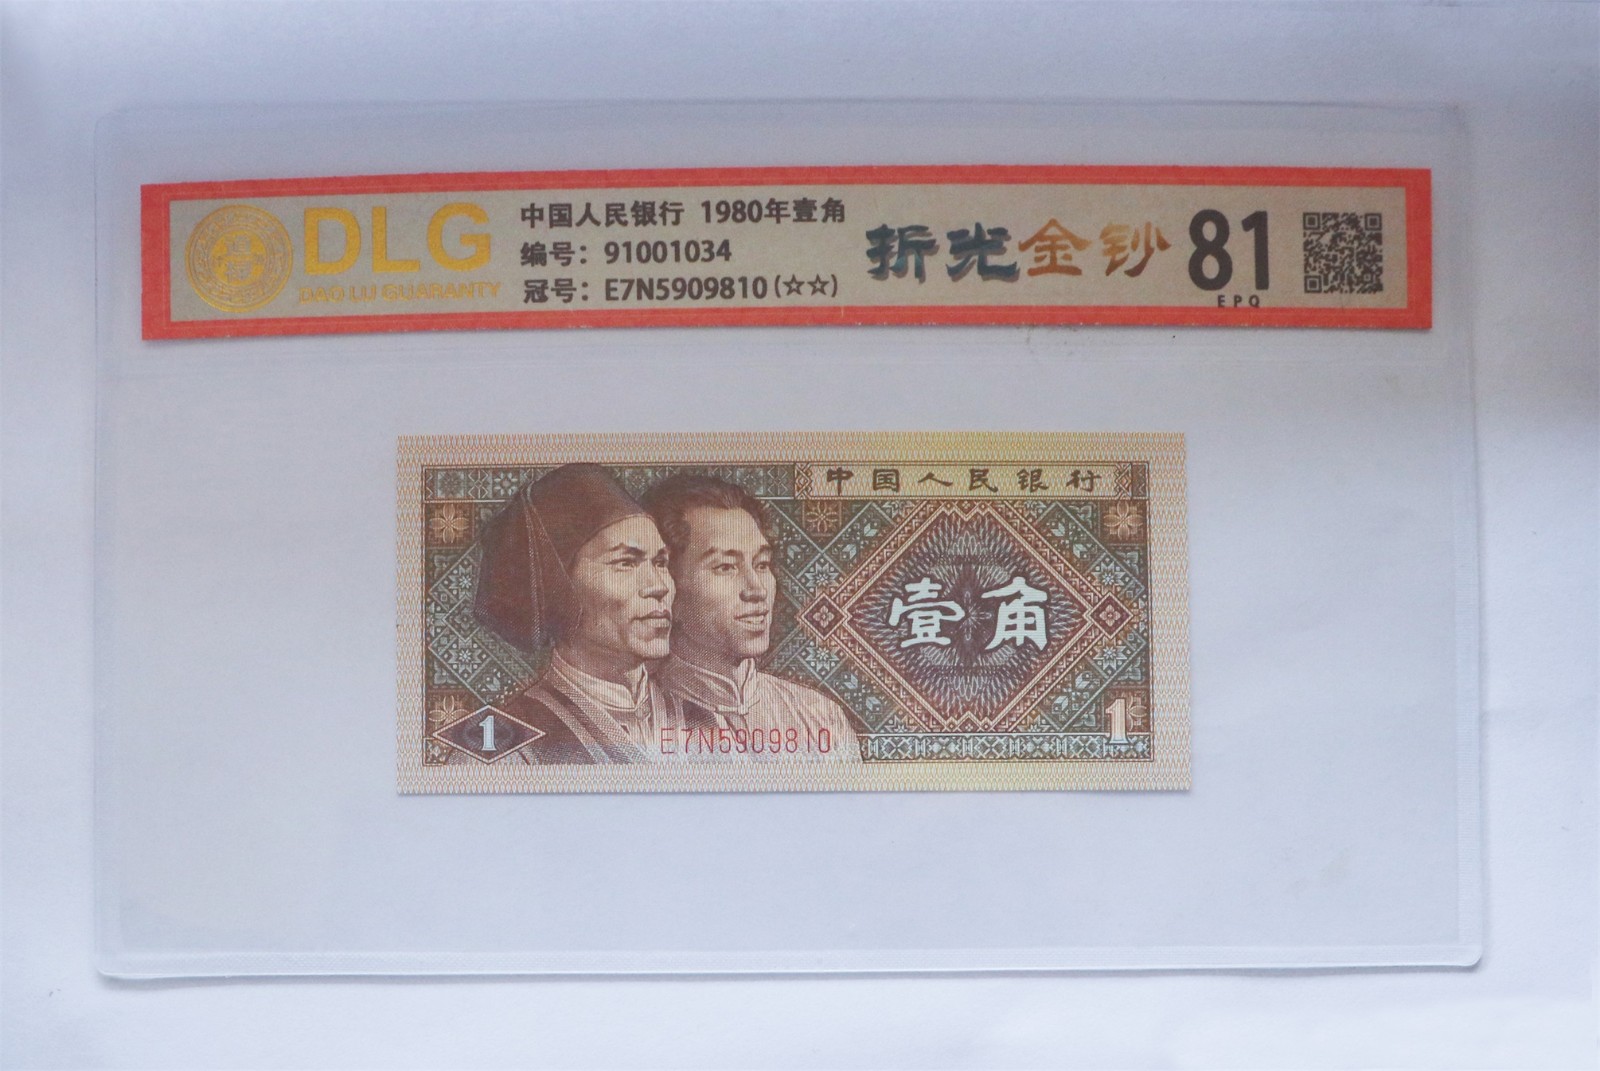 DLG
DAO LU GUARANTY
中国人民银行 1980年壹角
编号：91001034
冠号：E7N5909810(☆☆)
折光金钞
81
EPQ
中国人民银行
壹角
1
E7N5909810
1